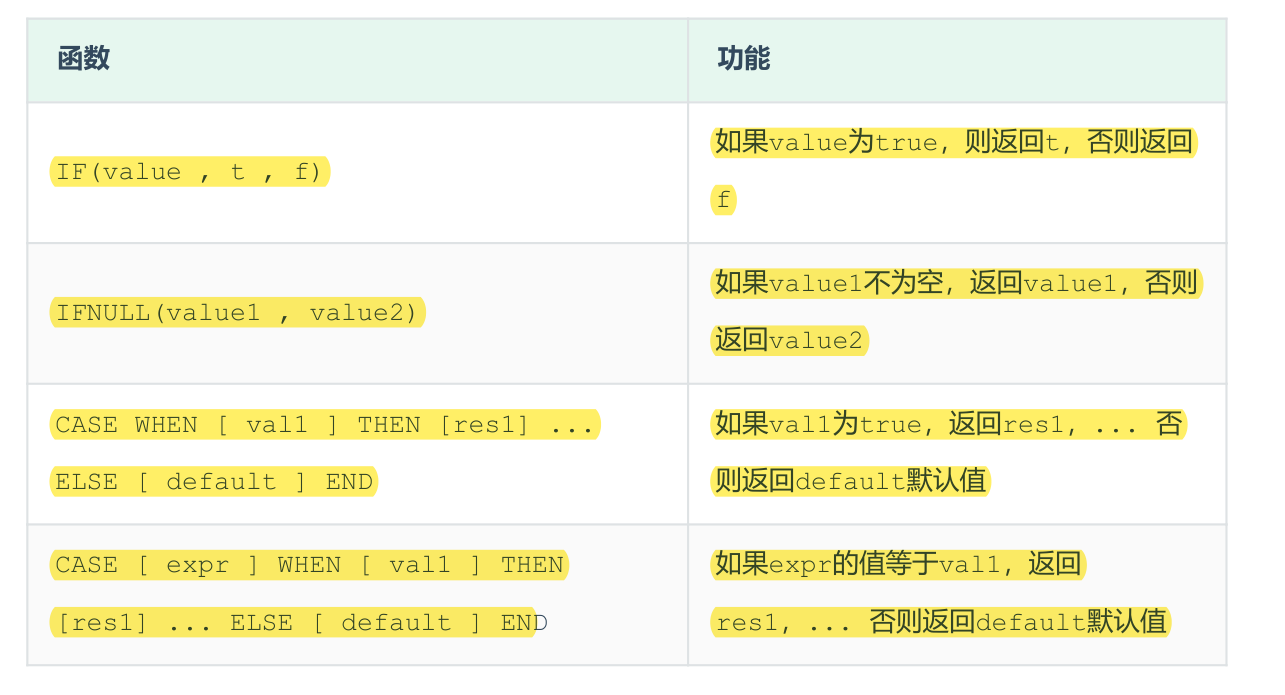 函数
功能
IF(value , t , f)
如果value为true，则返回t，否则返回
f
IFNULL(value1 , value2)
如果value1不为空，返回value1，否则
返回value2
CASE WHEN [ val1 ] THEN [res1] ...
ELSE [ default ] END
如果val1为true，返回res1，... 否
则返回default默认值
CASE [ expr ] WHEN [ val1 ] THEN
[res1] ... ELSE [ default ] END
如果expr的值等于val1，返回
res1，... 否则返回default默认值